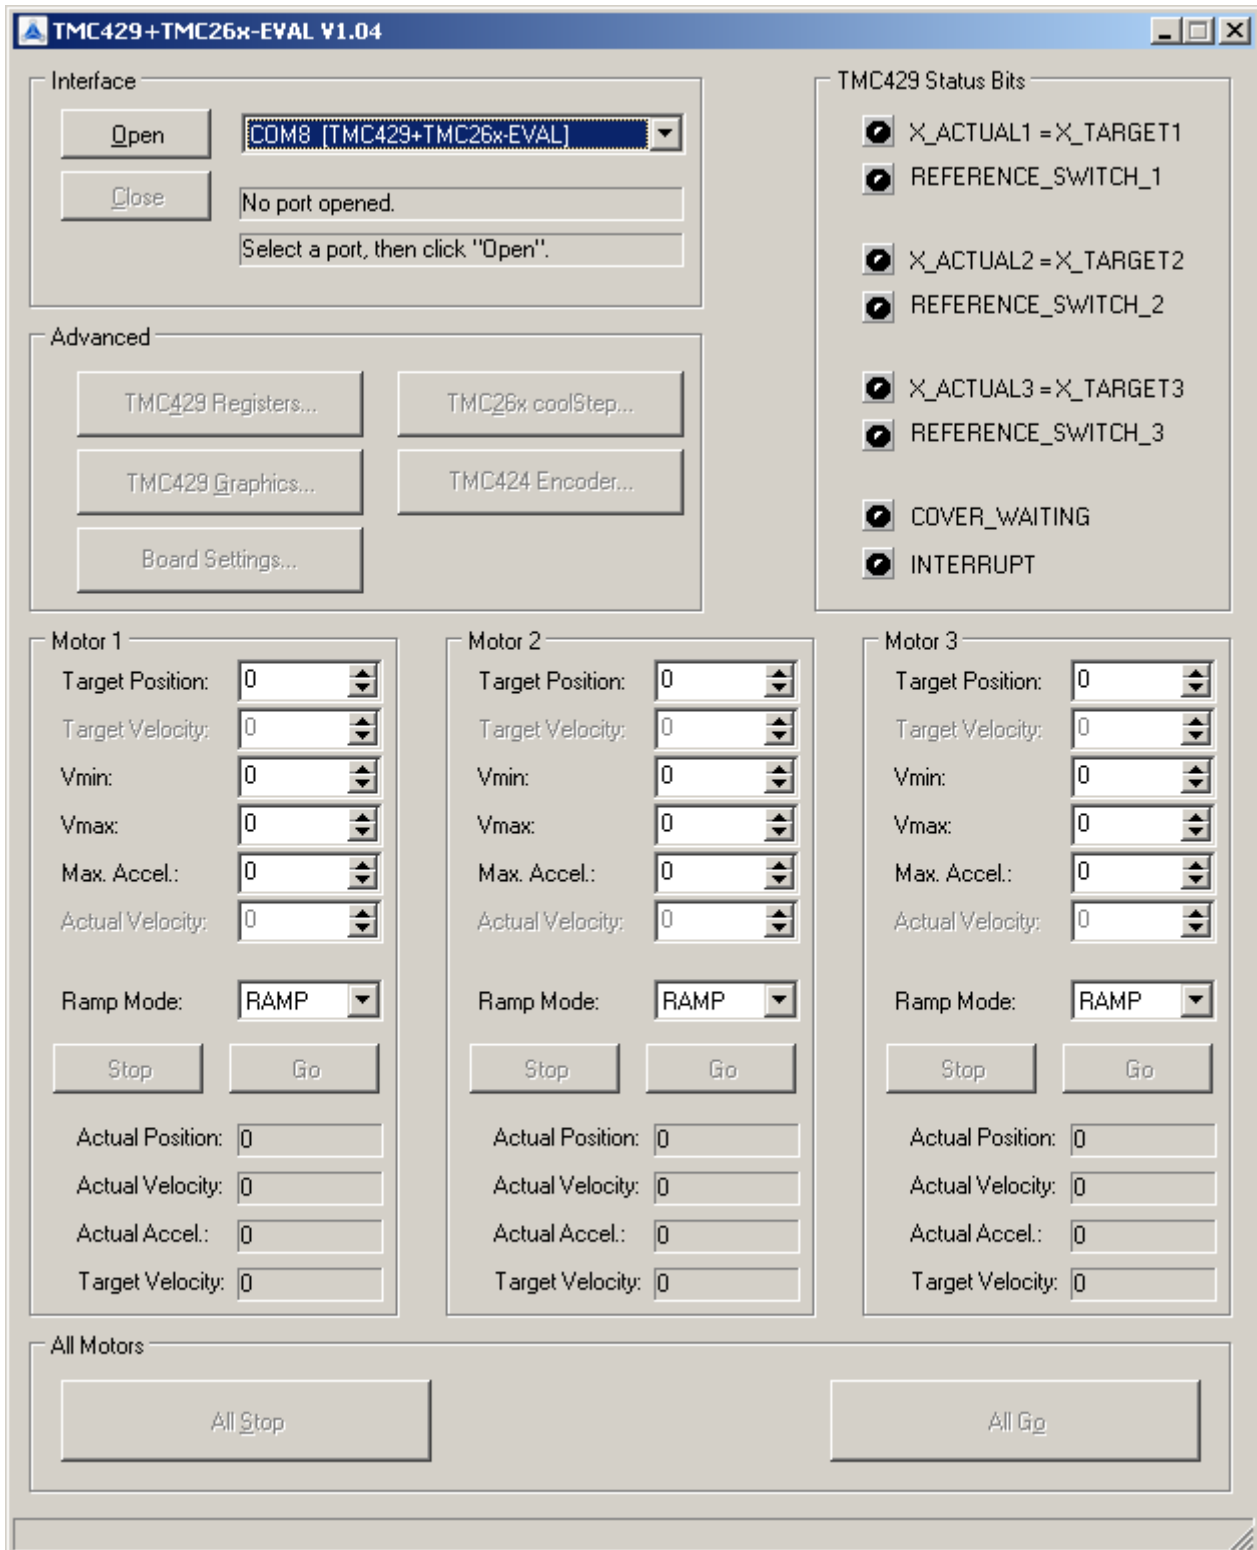 TMC429+TMC26x-EVAL V1.04
Interface
Open
COM8 [TMC429+TMC26x-EVAL]
Close
No port opened.
Select a port, then click "Open".
TMC429 Status Bits
X_ACTUAL1 = X_TARGET1
REFERENCE_SWITCH_1
X_ACTUAL2 = X_TARGET2
REFERENCE_SWITCH_2
X_ACTUAL3 = X_TARGET3
REFERENCE_SWITCH_3
COVER_WAITING
INTERRUPT
Advanced
TMC429 Registers...
TMC26x coolStep...
TMC429 Graphics...
TMC424 Encoder...
Board Settings...
Motor 1
Target Position: 0
Target Velocity: 0
Vmin: 0
Vmax: 0
Max. Accel.: 0
Actual Velocity: 0
Ramp Mode: RAMP
Stop Go
Actual Position: 0
Actual Velocity: 0
Actual Accel.: 0
Target Velocity: 0
Motor 2
Target Position: 0
Target Velocity: 0
Vmin: 0
Vmax: 0
Max. Accel.: 0
Actual Velocity: 0
Ramp Mode: RAMP
Stop Go
Actual Position: 0
Actual Velocity: 0
Actual Accel.: 0
Target Velocity: 0
Motor 3
Target Position: 0
Target Velocity: 0
Vmin: 0
Vmax: 0
Max. Accel.: 0
Actual Velocity: 0
Ramp Mode: RAMP
Stop Go
Actual Position: 0
Actual Velocity: 0
Actual Accel.: 0
Target Velocity: 0
All Motors
All Stop
All Go